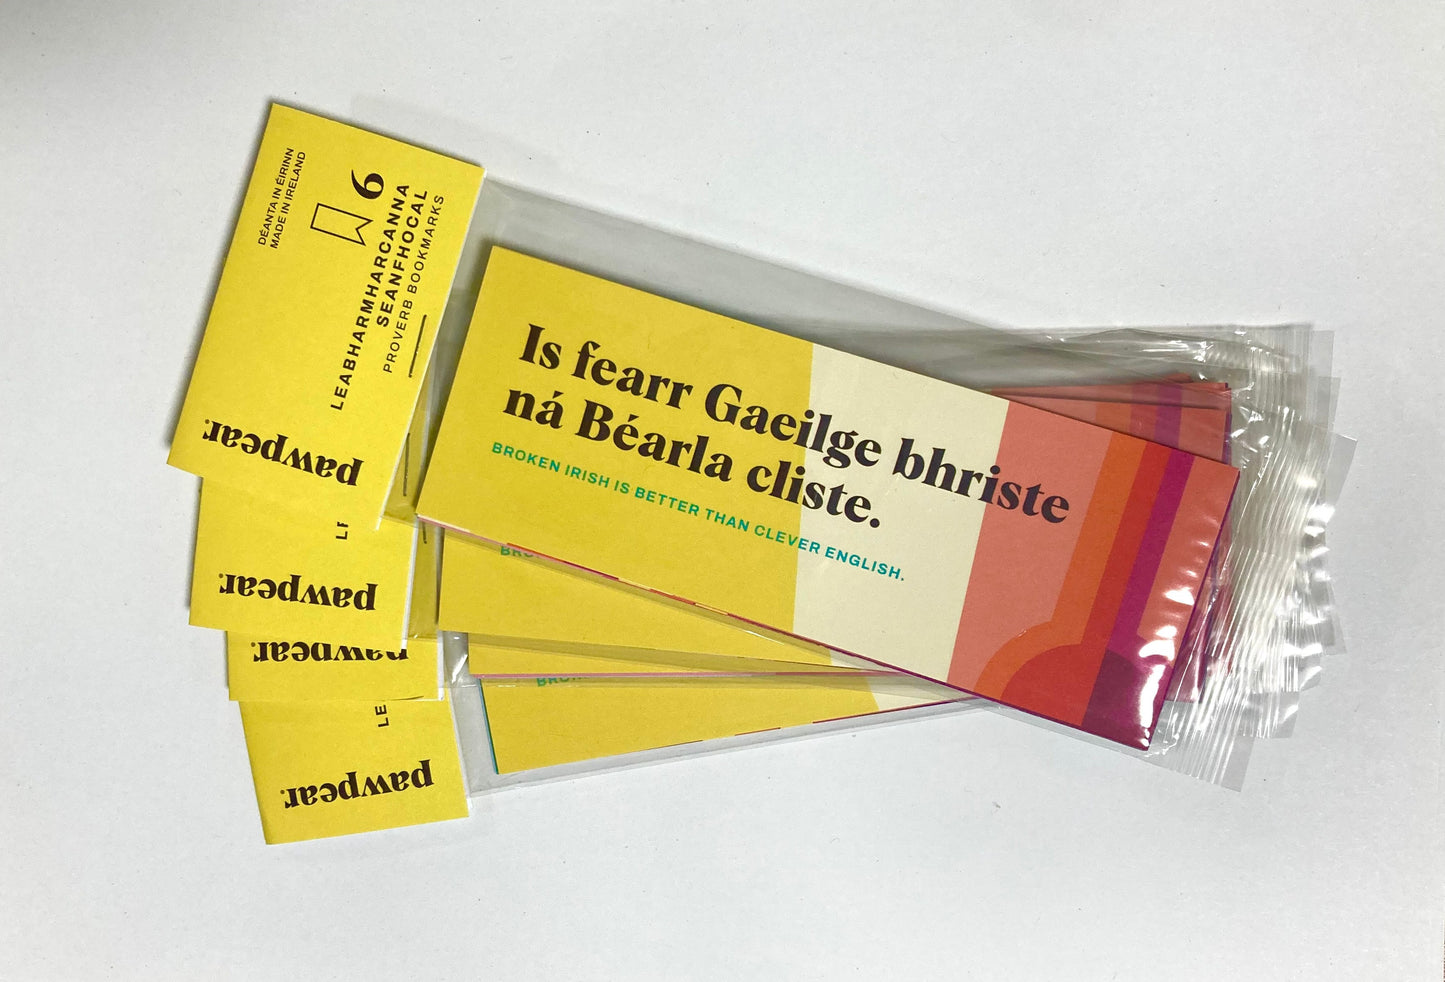 DÉANTA IN ÉIRINN
MADE IN IRELAND
6
LEABHARMHARCANNA
SEANFHOCAL
PROVERB BOOKMARKS
pawpear.
Is fearr Gaeilge bhriste
ná Béarla cliste.
BROKEN IRISH IS BETTER THAN CLEVER ENGLISH.
pawpear.
pawpear.
pawpear.